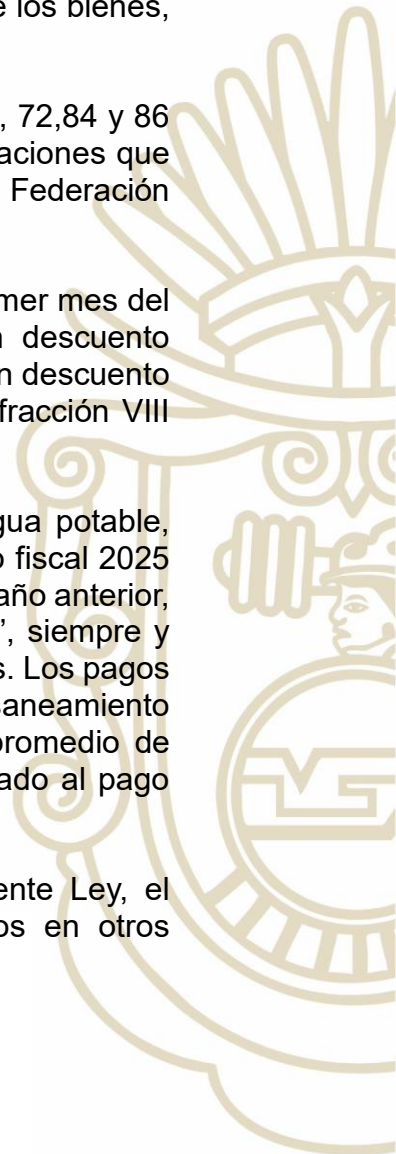 e los bienes,
, 72,84 y 86
aciones que
Federación
mer mes del
descuento
n descuento
fracción VIII
gua potable,
o fiscal 2025
año anterior,
”, siempre y
s. Los pagos
saneamiento
promedio de
ado al pago
ente Ley, el
os en otros